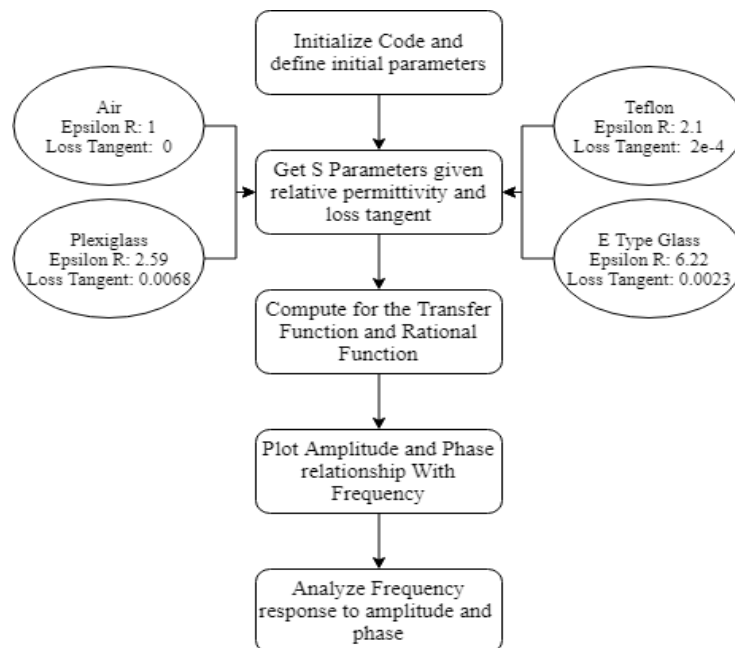 Initialize Code and
define initial parameters
Air
Epsilon R: 1
Loss Tangent:  0
Teflon
Epsilon R: 2.1
Loss Tangent:  2e-4
Get S Parameters given
relative permittivity and
loss tangent
Plexiglass
Epsilon R: 2.59
Loss Tangent: 0.0068
E Type Glass
Epsilon R: 6.22
Loss Tangent: 0.0023
Compute for the Transfer
Function and Rational
Function
Plot Amplitude and Phase
relationship With
Frequency
Analyze Frequency
response to amplitude and
phase